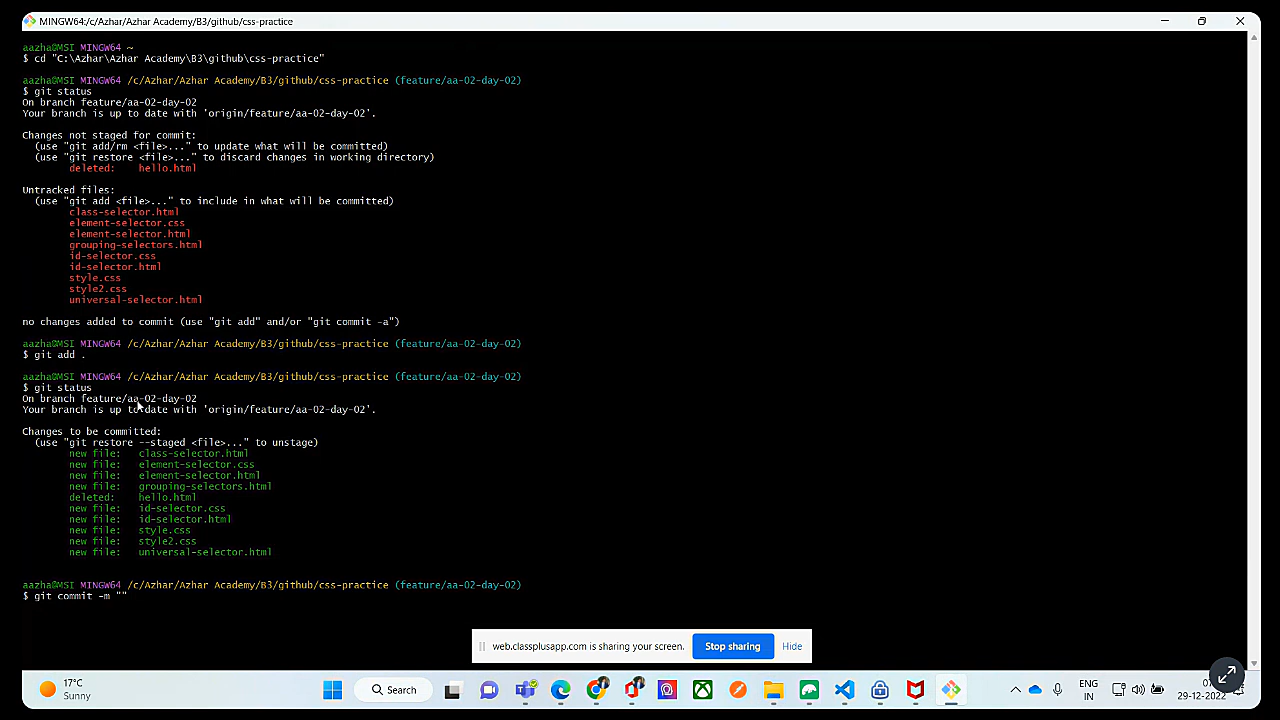 MINGW64:/c/Azhar/Azhar Academy/B3/github/css-practice
aazha@MSI MINGW64 ~
$ cd "C:\Azhar\Azhar Academy\B3\github\css-practice"
aazha@MSI MINGW64 /c/Azhar/Azhar Academy/B3/github/css-practice (feature/aa-02-day-02)
$ git status
On branch feature/aa-02-day-02
Your branch is up to date with 'origin/feature/aa-02-day-02'.
Changes not staged for commit:
(use "git add/rm <file>..." to update what will be committed)
(use "git restore <file>..." to discard changes in working directory)
deleted: hello.html
Untracked files:
(use "git add <file>..." to include in what will be committed)
class-selector.html
element-selector.css
element-selector.html
grouping-selectors.html
id-selector.css
id-selector.html
style.css
style2.css
universal-selector.html
no changes added to commit (use "git add" and/or "git commit -a")
aazha@MSI MINGW64 /c/Azhar/Azhar Academy/B3/github/css-practice (feature/aa-02-day-02)
$ git add .
aazha@MSI MINGW64 /c/Azhar/Azhar Academy/B3/github/css-practice (feature/aa-02-day-02)
$ git status
On branch feature/aa-02-day-02
Your branch is up to date with 'origin/feature/aa-02-day-02'.
Changes to be committed:
(use "git restore --staged <file>..." to unstage)
new file: class-selector.html
new file: element-selector.css
new file: element-selector.html
new file: grouping-selectors.html
deleted: hello.html
new file: id-selector.css
new file: id-selector.html
new file: style.css
new file: style2.css
new file: universal-selector.html
aazha@MSI MINGW64 /c/Azhar/Azhar Academy/B3/github/css-practice (feature/aa-02-day-02)
$ git commit -m ""
web.classplusapp.com is sharing your screen. Stop sharing Hide
17°C
Sunny
Search
ENG
IN
29-12-2022